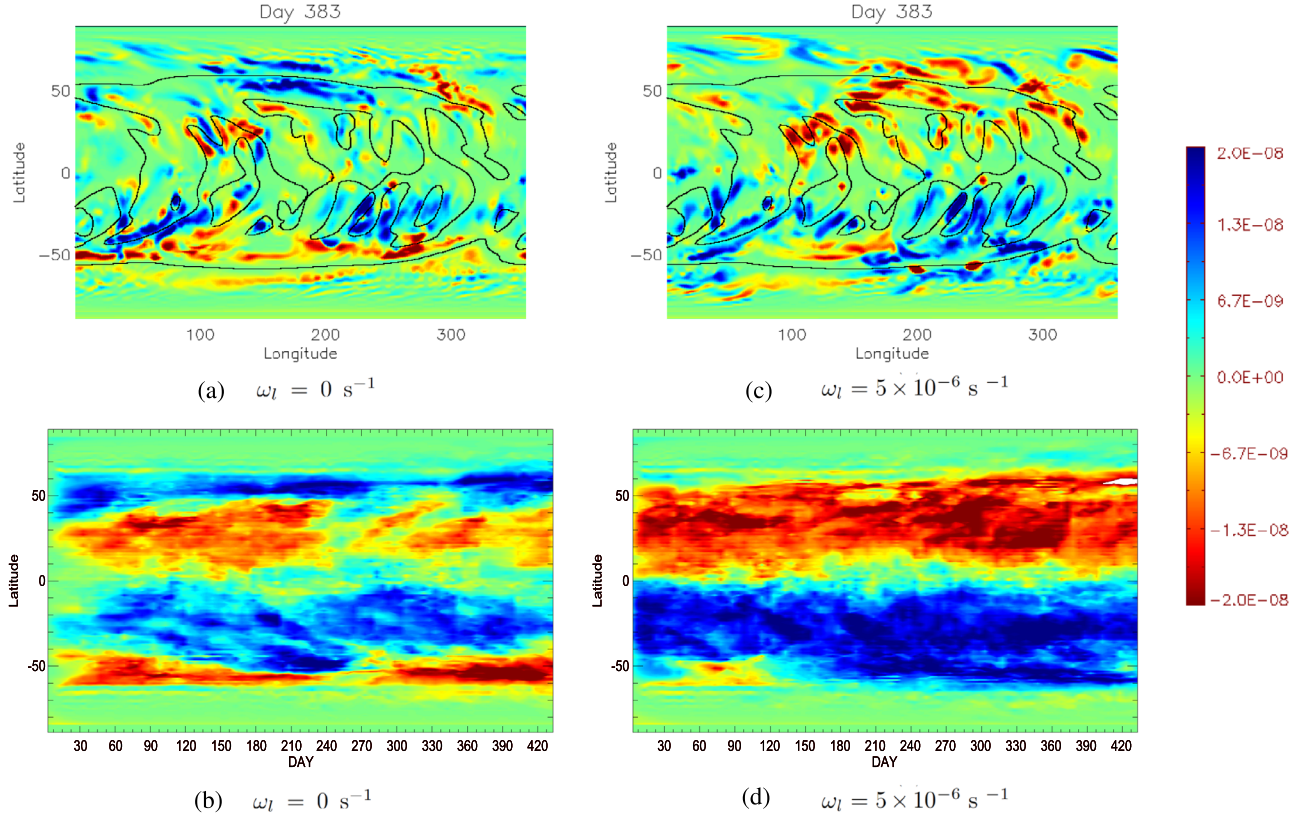 Day 383
Latitude
50
0
−50
100 200 300
Longitude
(a) ωₗ = 0 s⁻¹
Day 383
Latitude
50
0
−50
100 200 300
Longitude
(c) ωₗ = 5 × 10⁻⁶ s⁻¹
2.0E−08
1.3E−08
6.7E−09
0.0E+00
−6.7E−09
−1.3E−08
−2.0E−08
Latitude
50
0
-50
30 60 90 120 150 180 210 240 270 300 330 360 390 420
DAY
(b) ωₗ = 0 s⁻¹
Latitude
50
0
-50
30 60 90 120 150 180 210 240 270 300 330 360 390 420
DAY
(d) ωₗ = 5 × 10⁻⁶ s⁻¹